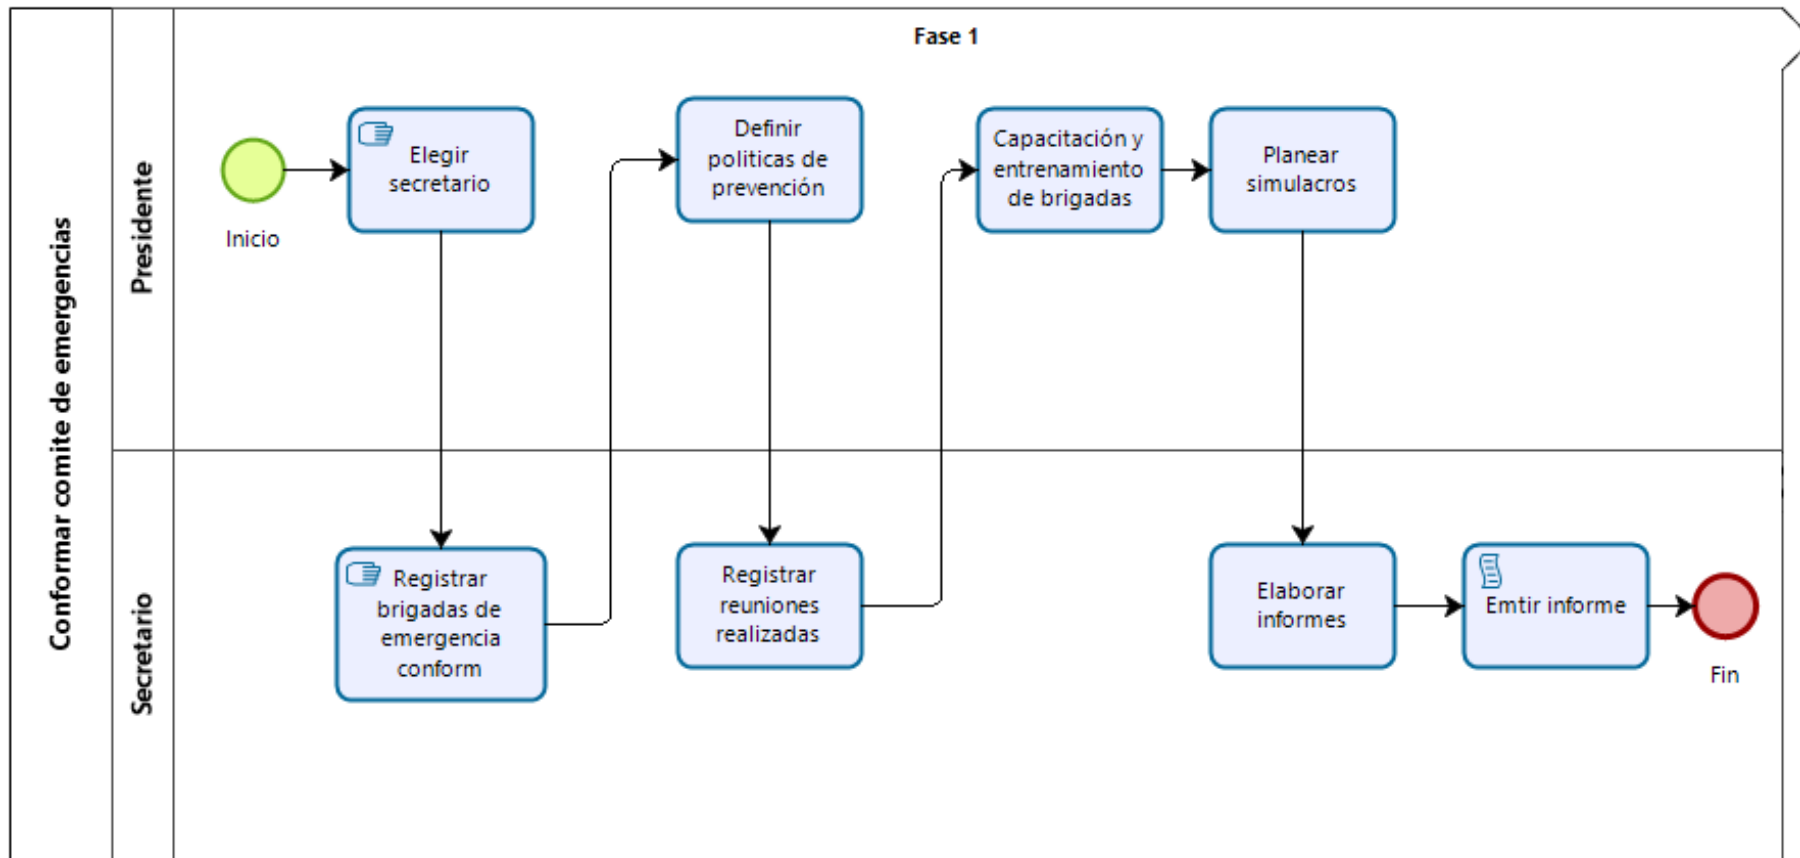 Fase 1
Conformar comite de emergencias
Presidente
Inicio
Elegir
secretario
Definir
politicas de
prevención
Capacitación y
entrenamiento
de brigadas
Planear
simulacros
Secretario
Registrar
brigadas de
emergencia
conform
Registrar
reuniones
realizadas
Elaborar
informes
Emtir informe
Fin